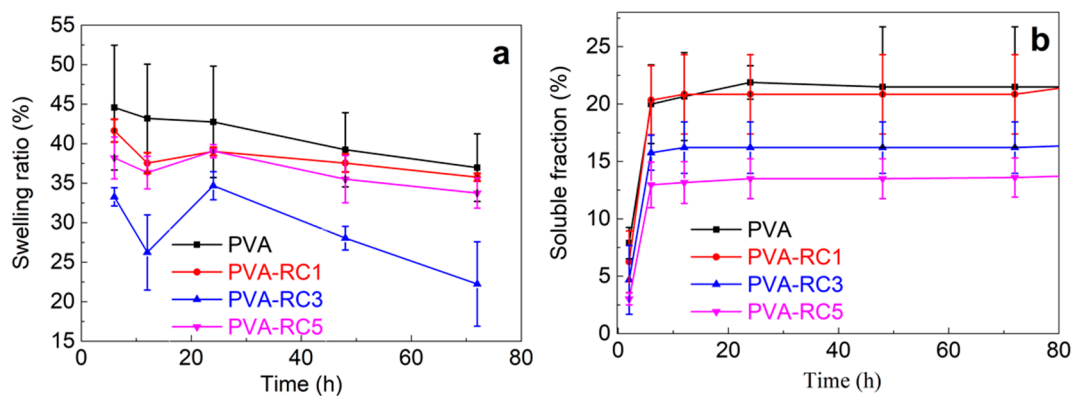 a
55
50
45
40
35
30
25
20
15
Swelling ratio (%)
PVA
PVA-RC1
PVA-RC3
PVA-RC5
0 20 40 60 80
Time (h)
b
25
20
15
10
5
0
Soluble fraction (%)
PVA
PVA-RC1
PVA-RC3
PVA-RC5
0 20 40 60 80
Time (h)